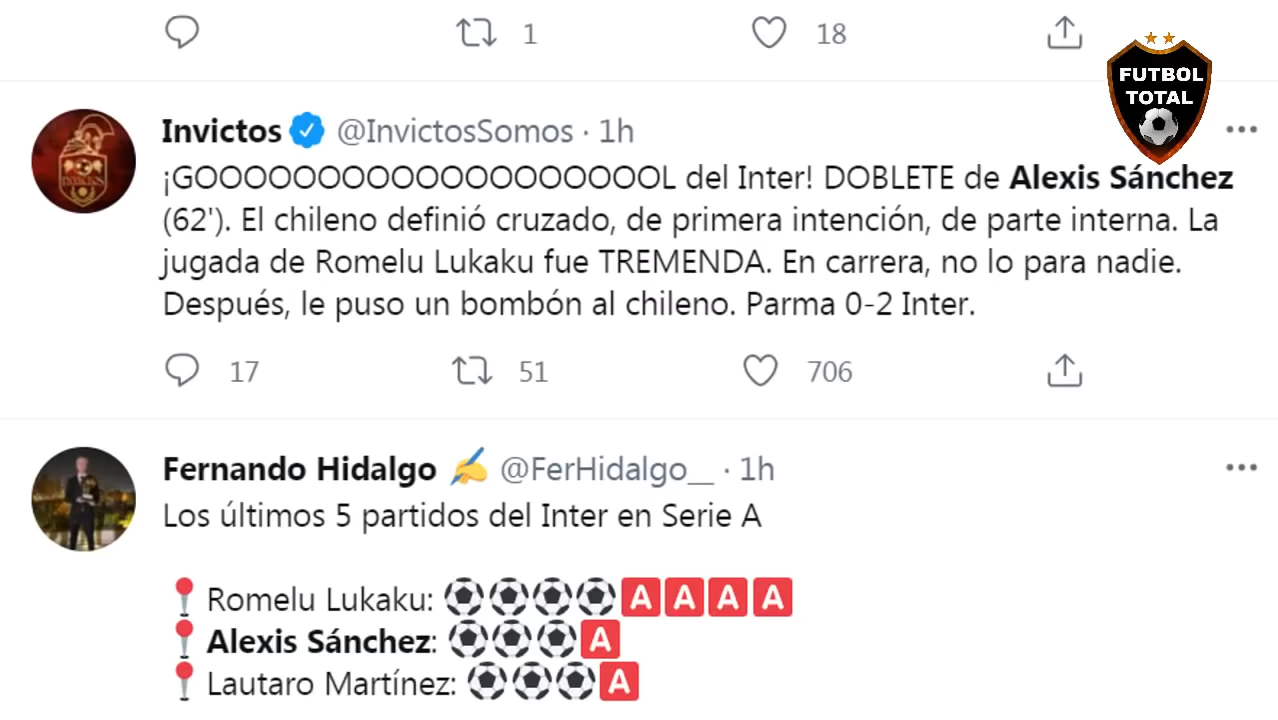 1 18
FUTBOL
TOTAL
Invictos @InvictosSomos · 1h
¡GOOOOOOOOOOOOOOOOOOOL del Inter! DOBLETE de Alexis Sánchez
(62'). El chileno definió cruzado, de primera intención, de parte interna. La
jugada de Romelu Lukaku fue TREMENDA. En carrera, no lo para nadie.
Después, le puso un bombón al chileno. Parma 0-2 Inter.
17 51 706
Fernando Hidalgo ✍️ @FerHidalgo__ · 1h
Los últimos 5 partidos del Inter en Serie A
📍Romelu Lukaku: ⚽⚽⚽⚽🅰🅰🅰🅰
📍Alexis Sánchez: ⚽⚽⚽🅰
📍Lautaro Martínez: ⚽⚽⚽🅰